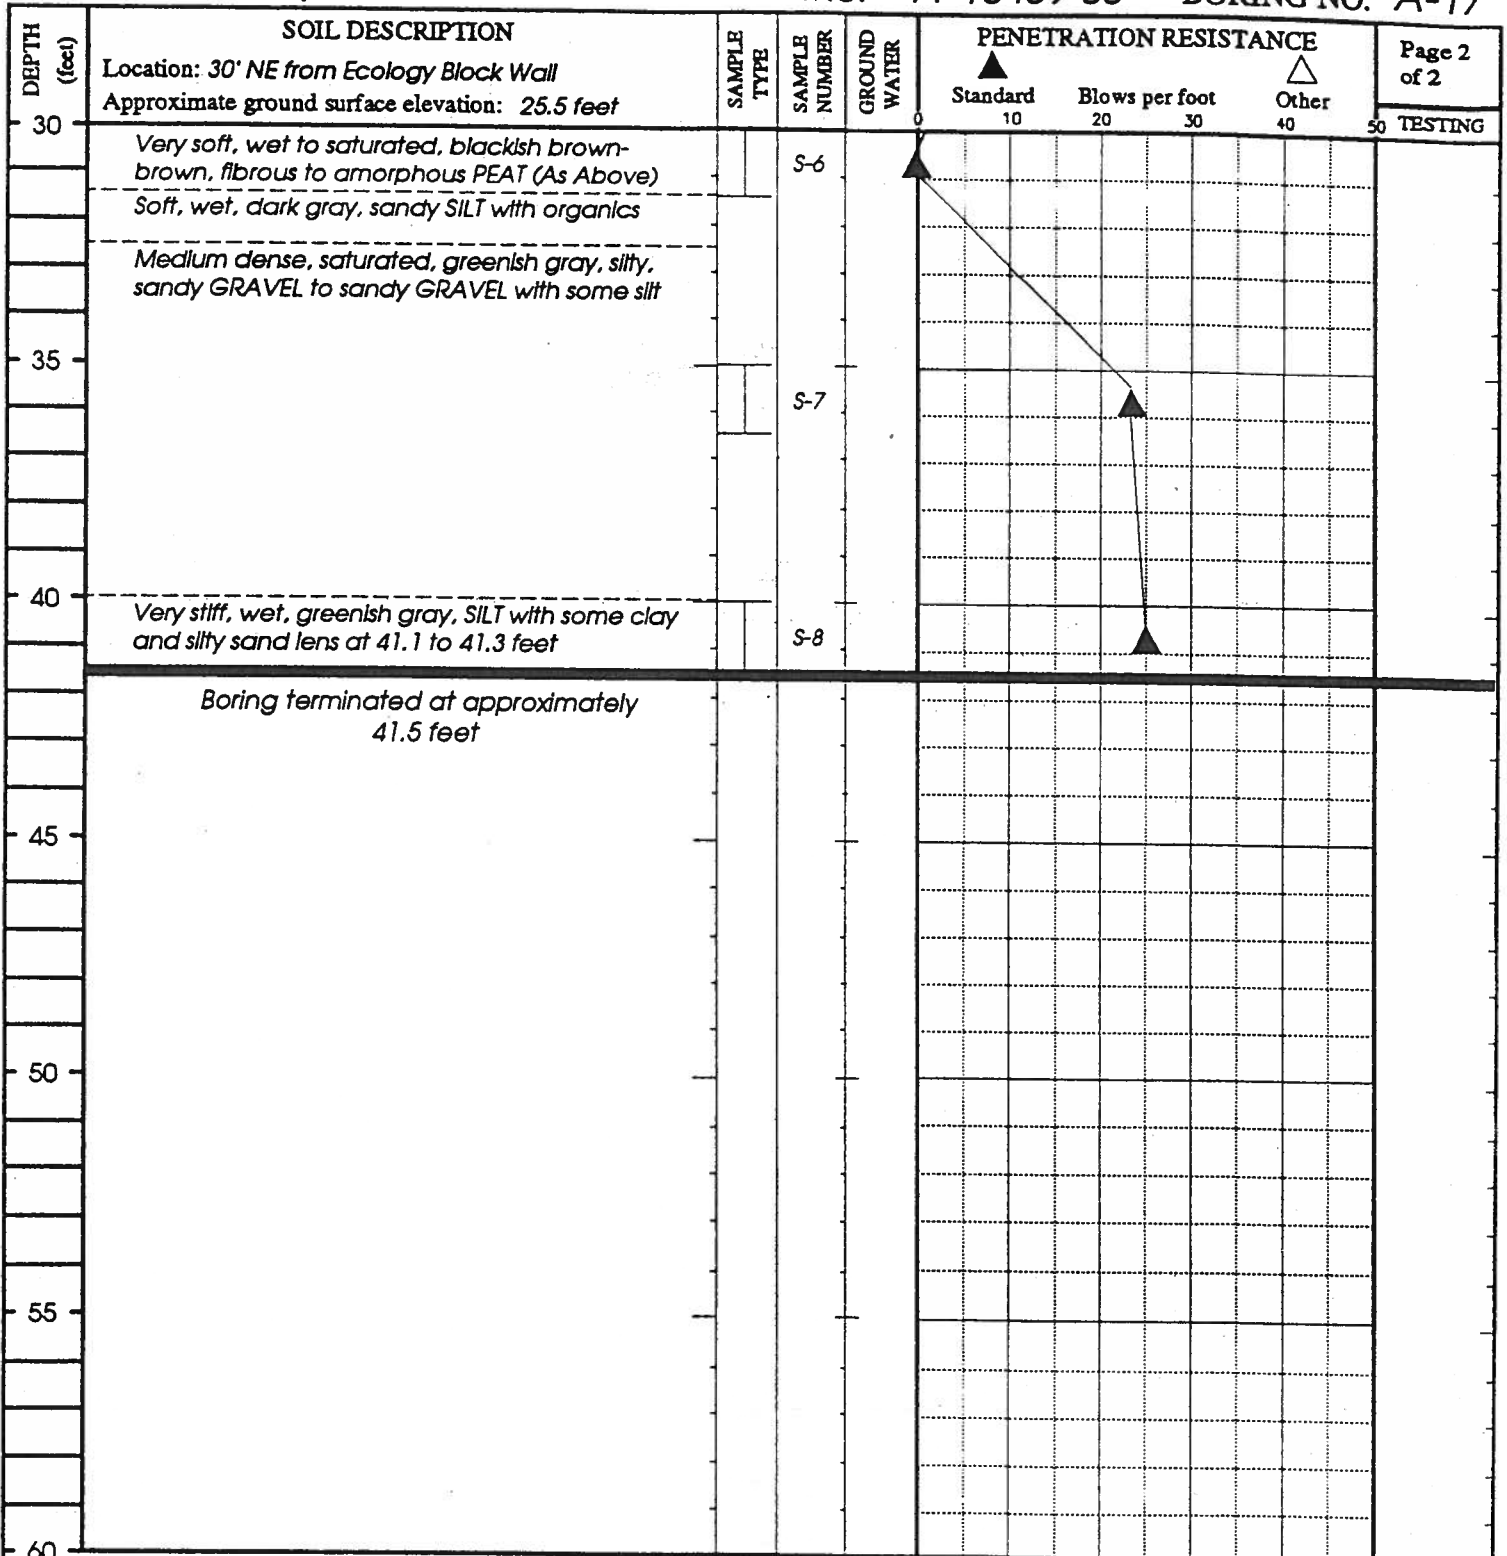 BORING NO. A-17
DEPTH (feet)
SOIL DESCRIPTION
Location: 30' NE from Ecology Block Wall
Approximate ground surface elevation: 25.5 feet
SAMPLE TYPE
SAMPLE NUMBER
GROUND WATER
PENETRATION RESISTANCE
Standard Blows per foot Other
0 10 20 30 40 50
Page 2 of 2
TESTING
30
Very soft, wet to saturated, blackish brown-
brown, fibrous to amorphous PEAT (As Above)
S-6
Soft, wet, dark gray, sandy SILT with organics
Medium dense, saturated, greenish gray, silty,
sandy GRAVEL to sandy GRAVEL with some silt
35
S-7
40
Very stiff, wet, greenish gray, SILT with some clay
and silty sand lens at 41.1 to 41.3 feet
S-8
Boring terminated at approximately
41.5 feet
45
50
55
60